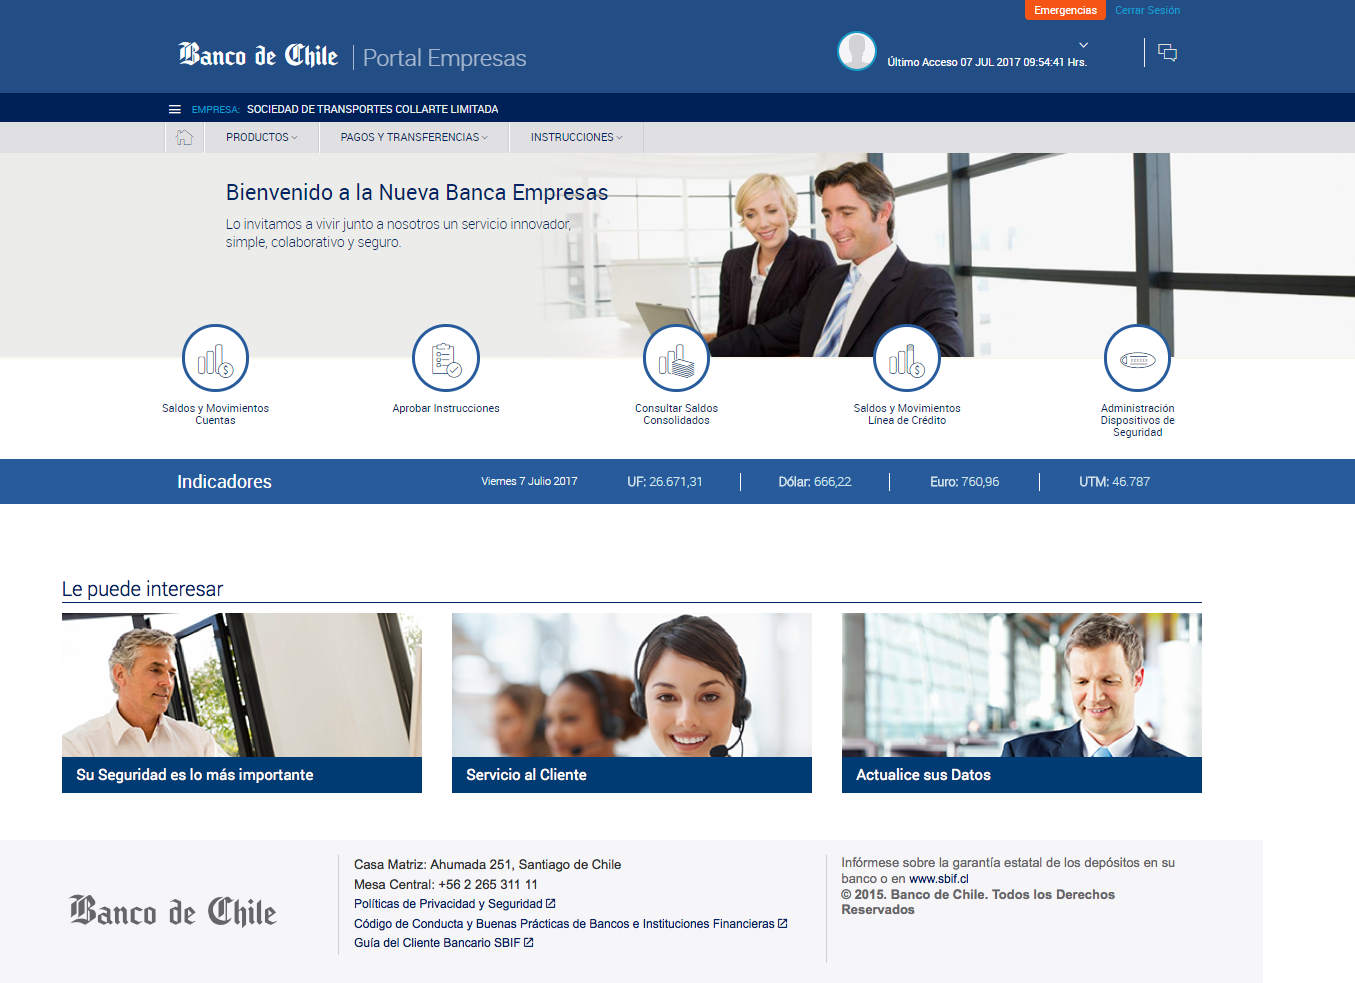 Emergencias
Cerrar Sesión
Banco de Chile | Portal Empresas
Último Acceso 07 JUL 2017 09:54:41 Hrs.
EMPRESA: SOCIEDAD DE TRANSPORTES COLLARTE LIMITADA
PRODUCTOS
PAGOS Y TRANSFERENCIAS
INSTRUCCIONES
Bienvenido a la Nueva Banca Empresas
Lo invitamos a vivir junto a nosotros un servicio innovador,
simple, colaborativo y seguro.
Saldos y Movimientos
Cuentas
Aprobar Instrucciones
Consultar Saldos
Consolidados
Saldos y Movimientos
Línea de Crédito
Administración
Dispositivos de
Seguridad
Indicadores
Viernes 7 Julio 2017
UF: 26.671,31
Dólar: 666,22
Euro: 760,96
UTM: 46.787
Le puede interesar
Su Seguridad es lo más importante
Servicio al Cliente
Actualice sus Datos
Banco de Chile
Casa Matriz: Ahumada 251, Santiago de Chile
Mesa Central: +56 2 265 311 11
Políticas de Privacidad y Seguridad
Código de Conducta y Buenas Prácticas de Bancos e Instituciones Financieras
Guía del Cliente Bancario SBIF
Infórmese sobre la garantía estatal de los depósitos en su
banco o en www.sbif.cl
© 2015. Banco de Chile. Todos los Derechos
Reservados